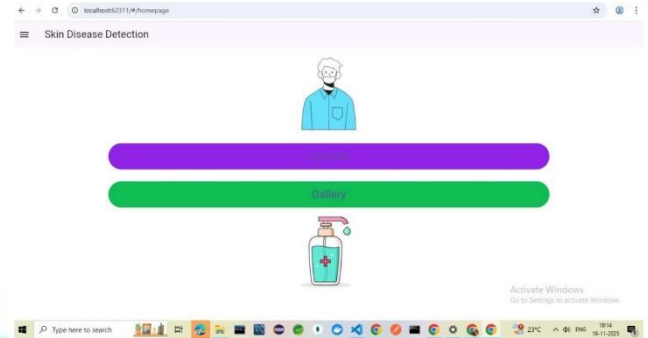 localhost:62311/#/homepage
Skin Disease Detection
Gallery
Activate Windows
Go to Settings to activate Windows.
Type here to search
23°C
ENG
18:14
19-11-2025